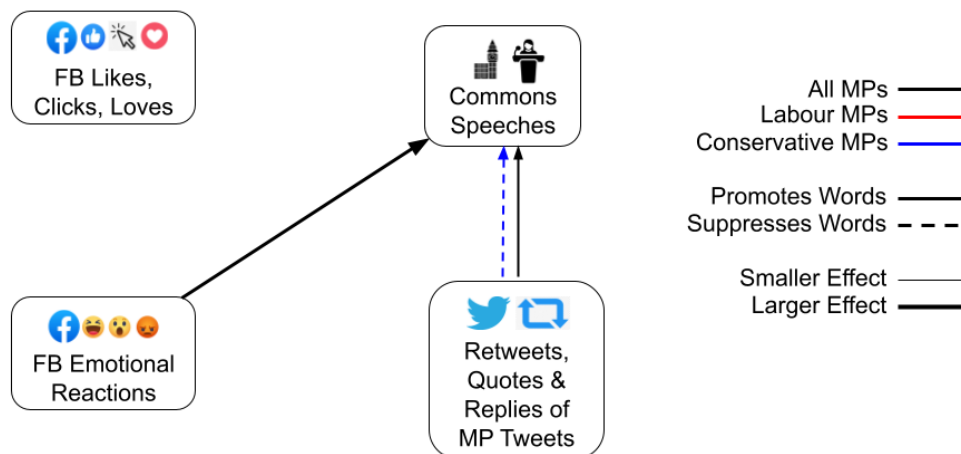 FB Likes,
Clicks, Loves
Commons
Speeches
All MPs
Labour MPs
Conservative MPs
Promotes Words
Suppresses Words
Smaller Effect
Larger Effect
FB Emotional
Reactions
Retweets,
Quotes &
Replies of
MP Tweets